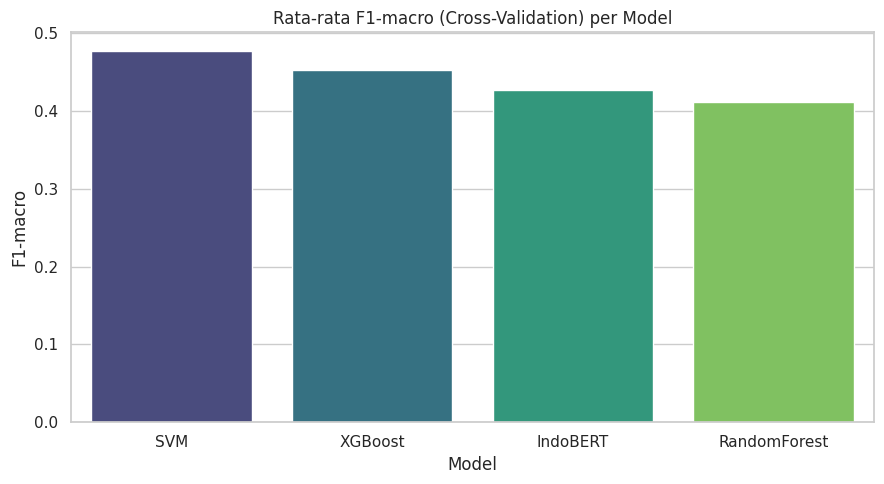 Rata-rata F1-macro (Cross-Validation) per Model
F1-macro
0.5
0.4
0.3
0.2
0.1
0.0
SVM XGBoost IndoBERT RandomForest
Model